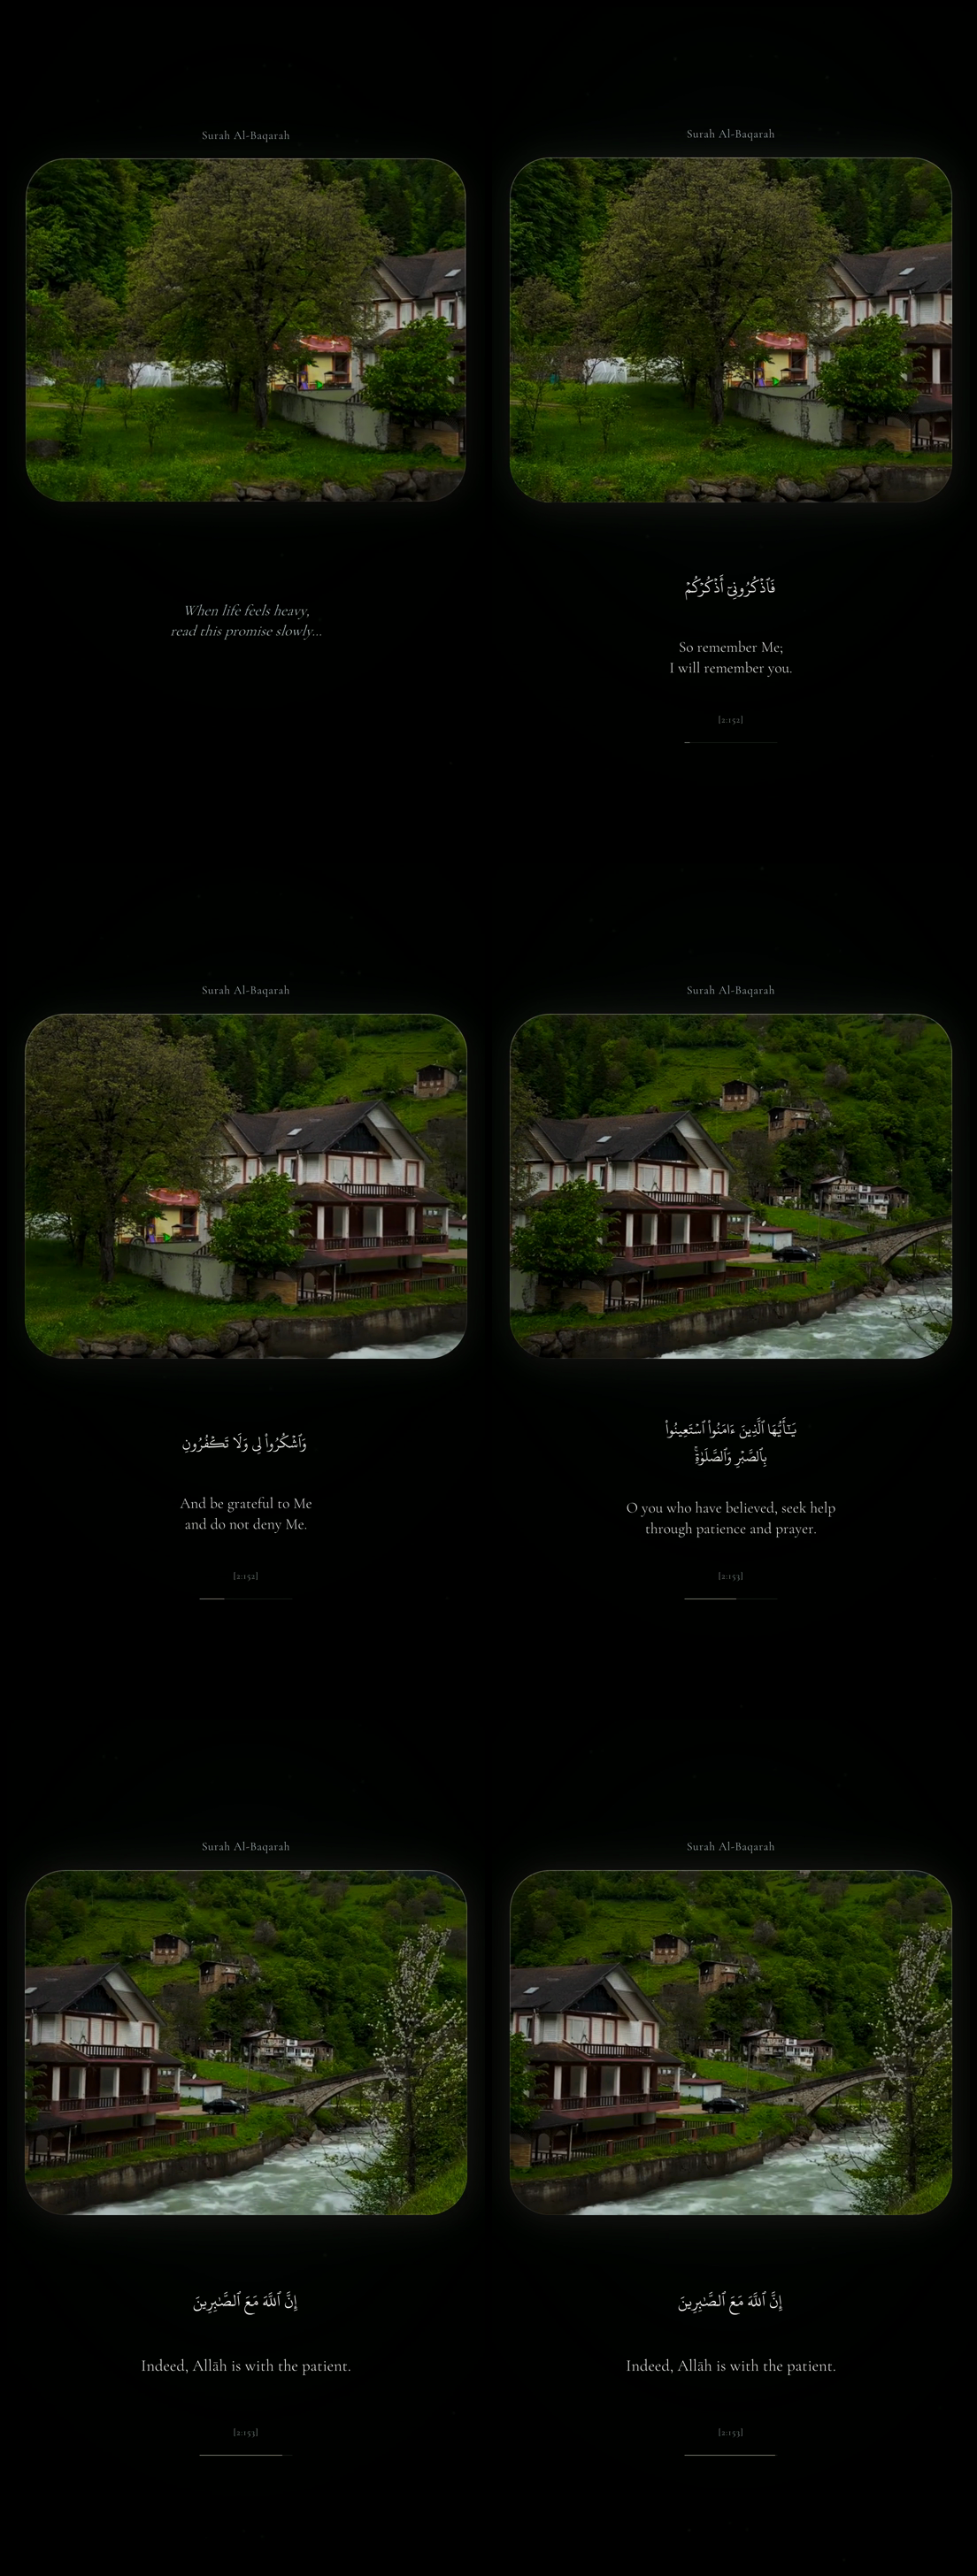 Surah Al-Baqarah
When life feels heavy,
read this promise slowly...
Surah Al-Baqarah
فَٱذۡكُرُونِيٓ أَذۡكُرۡكُمۡ
So remember Me;
I will remember you.
[2:152]
Surah Al-Baqarah
وَٱشۡكُرُواْ لِي وَلَا تَكۡفُرُونِ
And be grateful to Me
and do not deny Me.
[2:152]
Surah Al-Baqarah
يَٰٓأَيُّهَا ٱلَّذِينَ ءَامَنُواْ ٱسۡتَعِينُواْ
بِٱلصَّبۡرِ وَٱلصَّلَوٰةِۚ
O you who have believed, seek help
through patience and prayer.
[2:153]
Surah Al-Baqarah
إِنَّ ٱللَّهَ مَعَ ٱلصَّٰبِرِينَ
Indeed, Allāh is with the patient.
[2:153]
Surah Al-Baqarah
إِنَّ ٱللَّهَ مَعَ ٱلصَّٰبِرِينَ
Indeed, Allāh is with the patient.
[2:153]